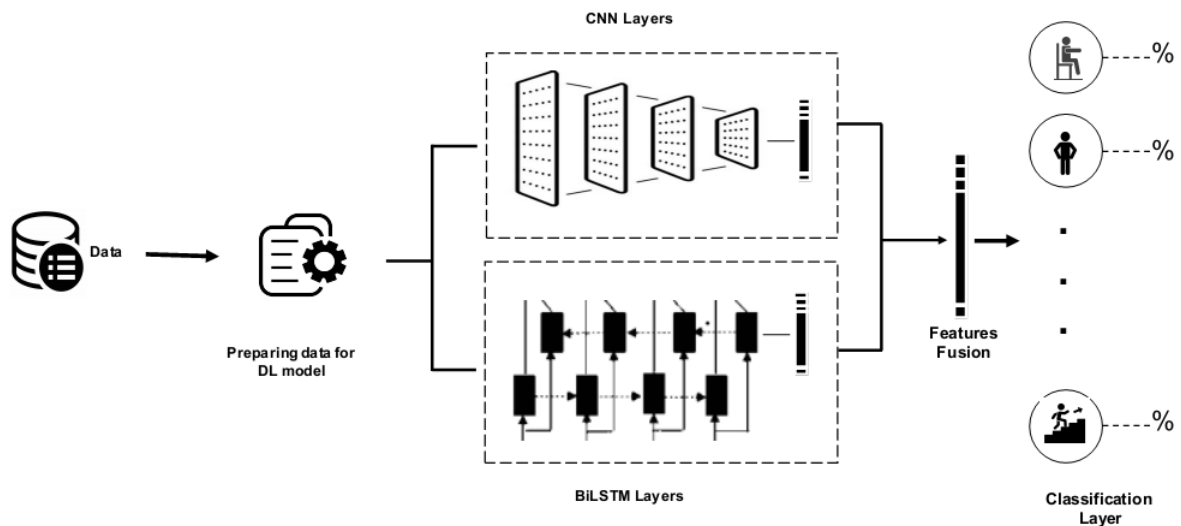 CNN Layers
%
%
Data
Preparing data for
DL model
Features
Fusion
%
BiLSTM Layers
Classification
Layer